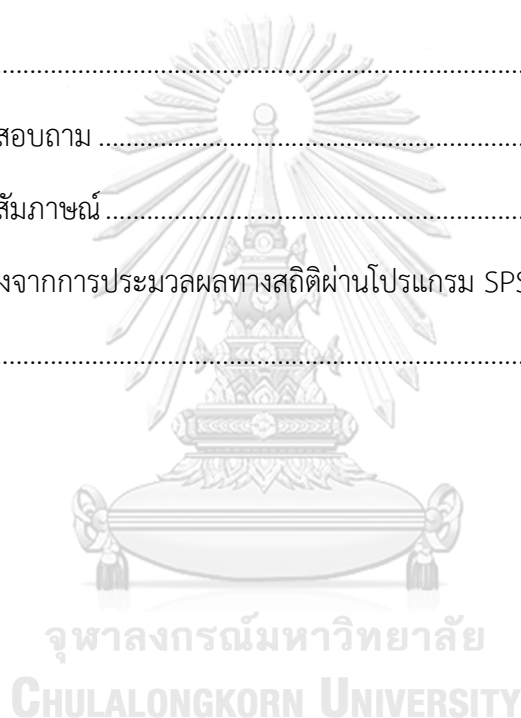 ..........................................................................................
สอบถาม ........................................................................
สัมภาษณ์ .......................................................................
งจากการประมวลผลทางสถิติผ่านโปรแกรม SPS
..........................................................................................
จุฬาลงกรณ์มหาวิทยาลัย
CHULALONGKORN UNIVERSITY